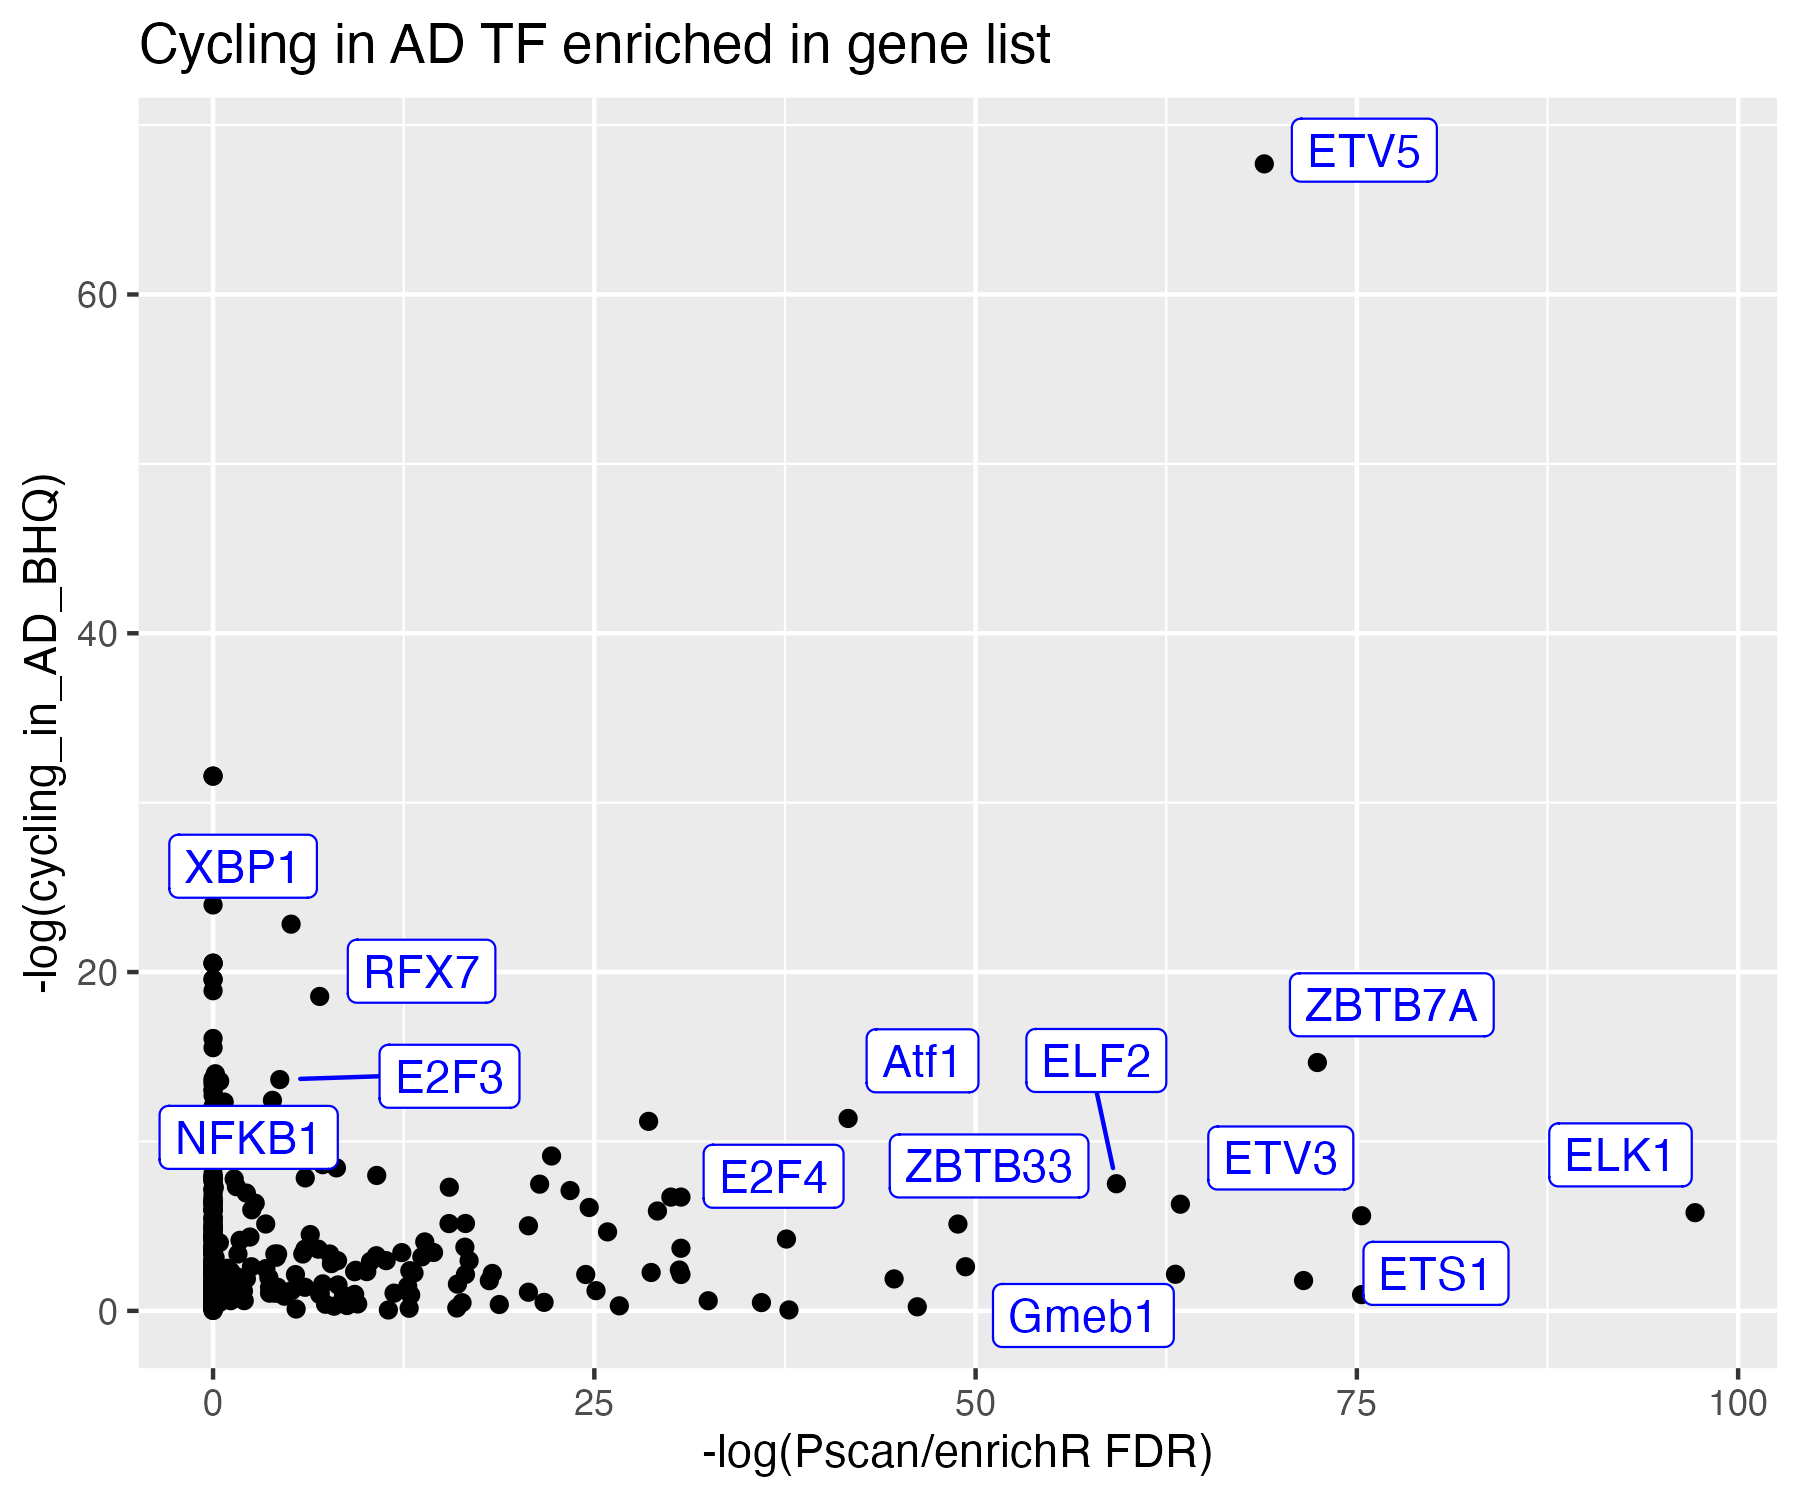 Cycling in AD TF enriched in gene list
ETV5
60
40
-log(cycling_in_AD_BHQ)
XBP1
RFX7
20
ZBTB7A
E2F3
Atf1
ELF2
NFKB1
E2F4
ZBTB33
ETV3
ELK1
ETS1
Gmeb1
0
0 25 50 75 100
-log(Pscan/enrichR FDR)